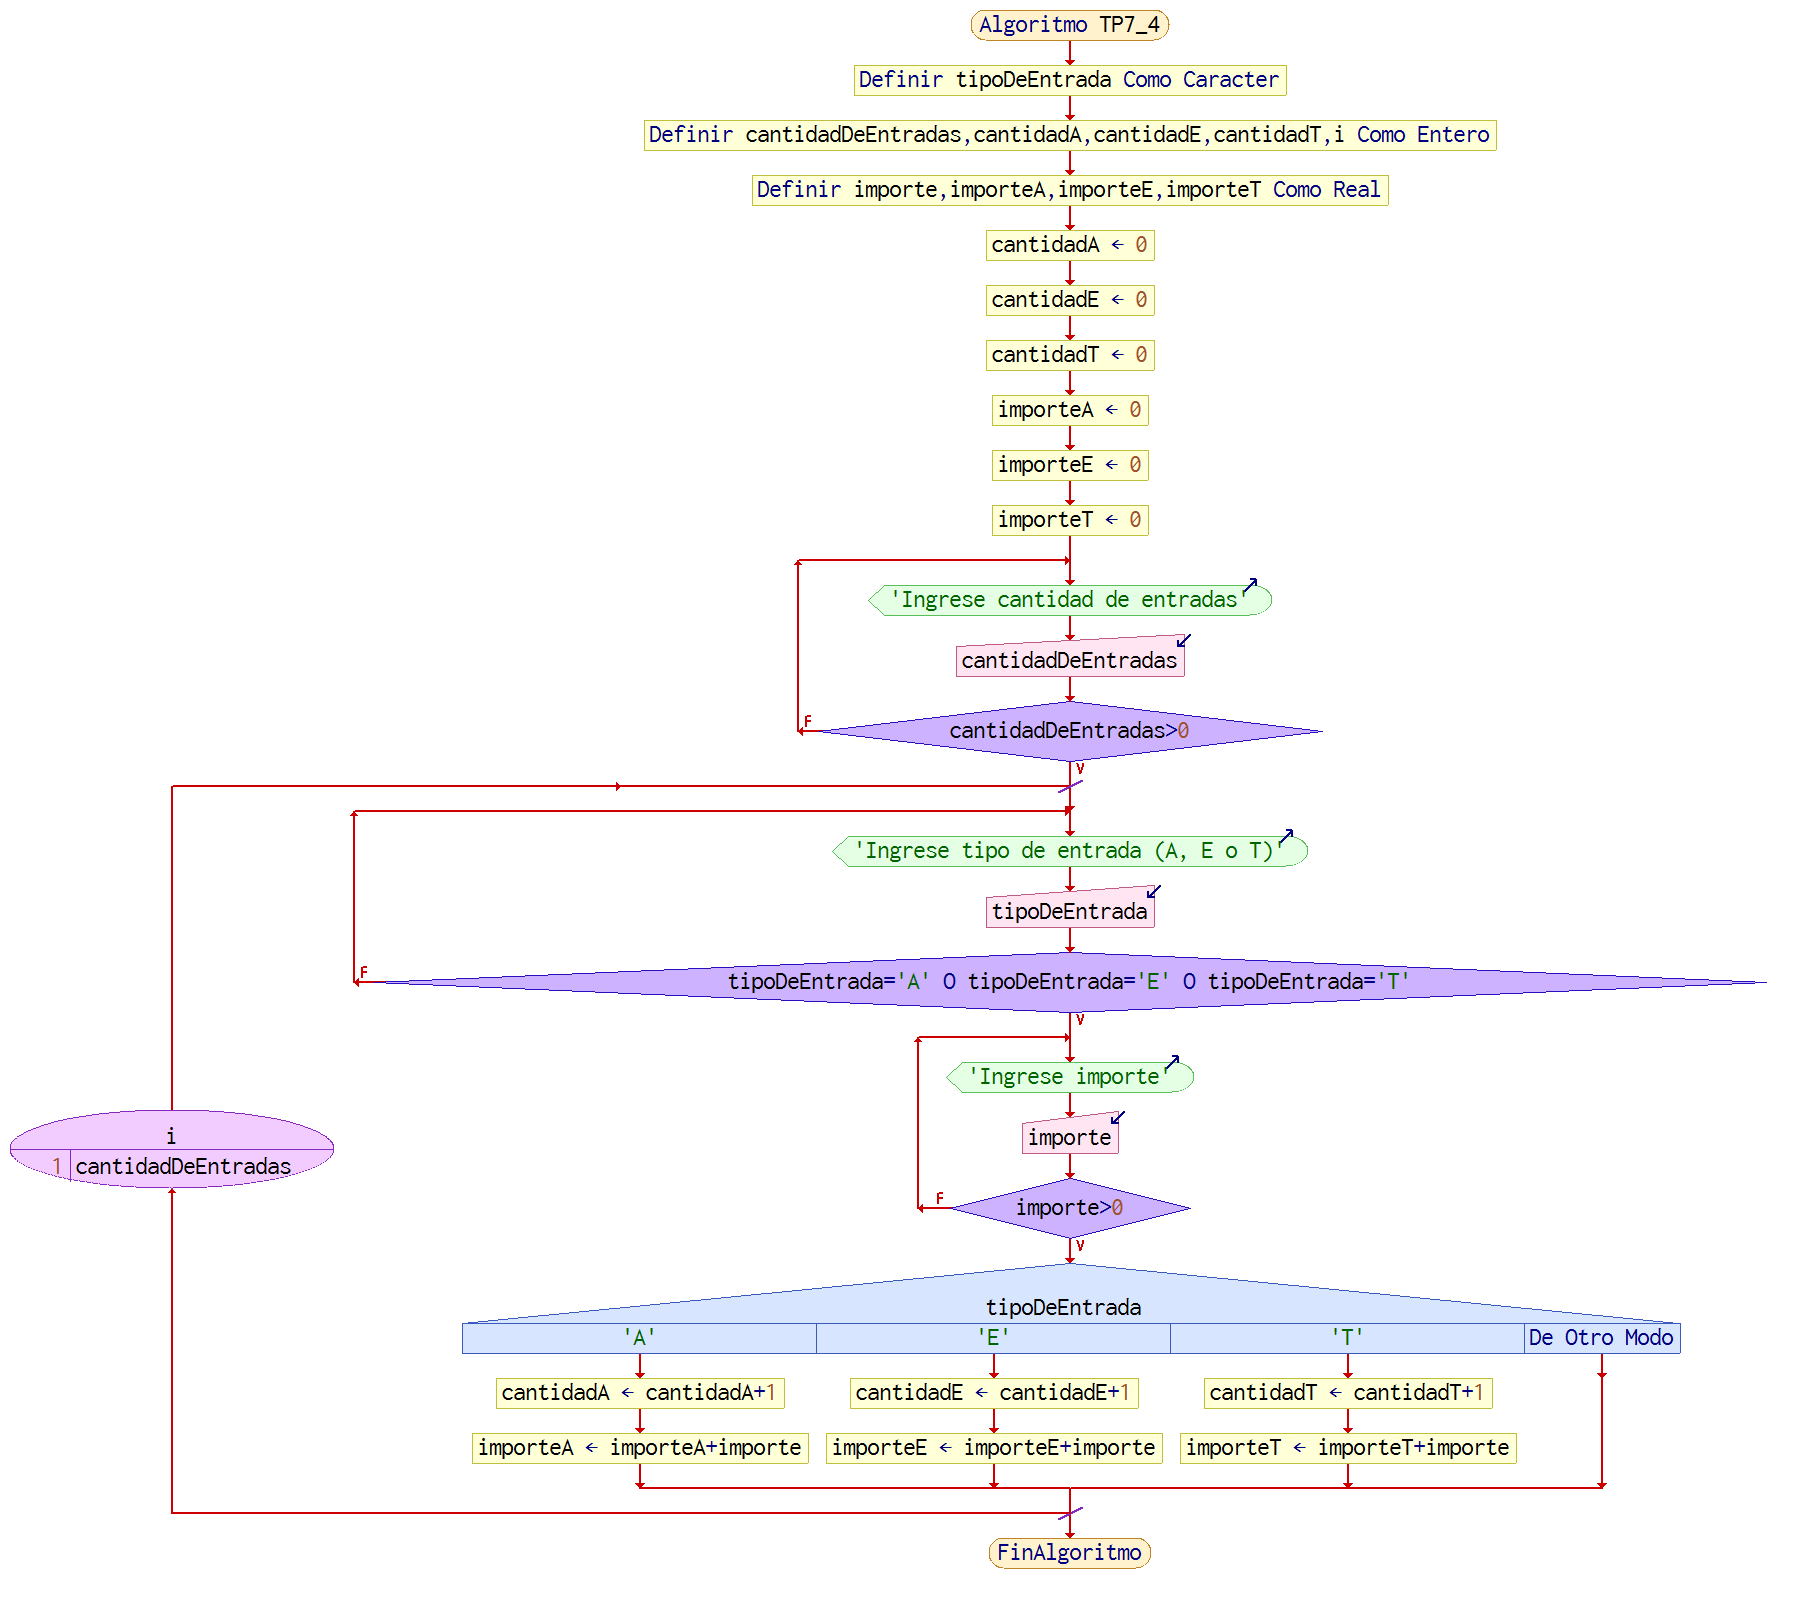 Algoritmo TP7_4
Definir tipoDeEntrada Como Caracter
Definir cantidadDeEntradas,cantidadA,cantidadE,cantidadT,i Como Entero
Definir importe,importeA,importeE,importeT Como Real
cantidadA ← 0
cantidadE ← 0
cantidadT ← 0
importeA ← 0
importeE ← 0
importeT ← 0
'Ingrese cantidad de entradas'
cantidadDeEntradas
F
cantidadDeEntradas>0
V
'Ingrese tipo de entrada (A, E o T)'
tipoDeEntrada
F
tipoDeEntrada='A' O tipoDeEntrada='E' O tipoDeEntrada='T'
V
'Ingrese importe'
importe
i
1 cantidadDeEntradas
F
importe>0
V
tipoDeEntrada
'A' 'E' 'T' De Otro Modo
cantidadA ← cantidadA+1 cantidadE ← cantidadE+1 cantidadT ← cantidadT+1
importeA ← importeA+importe importeE ← importeE+importe importeT ← importeT+importe
FinAlgoritmo